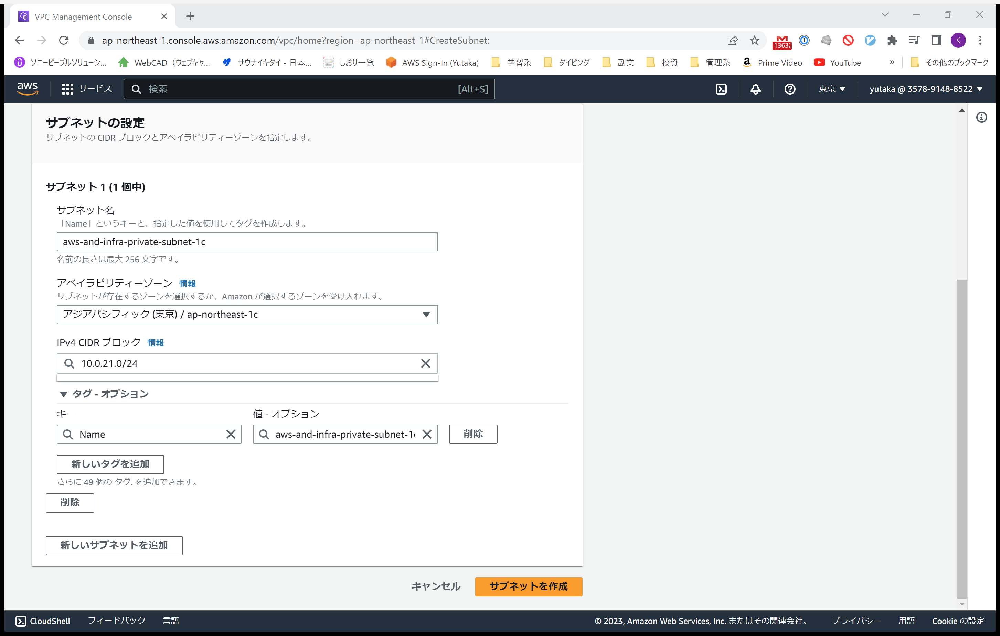 VPC Management Console
ap-northeast-1.console.aws.amazon.com/vpc/home?region=ap-northeast-1#CreateSubnet:
ソニーピープルソリューシ... WebCAD（ウェブキャ... サウナイキタイ - 日本... しおり一覧 AWS Sign-In (Yutaka) 学習系 タイピング 副業 投資 管理系 Prime Video YouTube » その他のブックマーク
aws サービス 検索 [Alt+S] 東京 ▼ yutaka @ 3578-9148-8522 ▼
サブネットの設定
サブネットの CIDR ブロックとアベイラビリティーゾーンを指定します。
サブネット 1 (1 個中)
サブネット名
「Name」というキーと、指定した値を使用してタグを作成します。
aws-and-infra-private-subnet-1c
名前の長さは最大 256 文字です。
アベイラビリティーゾーン 情報
サブネットが存在するゾーンを選択するか、Amazon が選択するゾーンを受け入れます。
アジアパシフィック (東京) / ap-northeast-1c
IPv4 CIDR ブロック 情報
10.0.21.0/24
▼ タグ - オプション
キー 値 - オプション
Name aws-and-infra-private-subnet-1 削除
新しいタグを追加
さらに 49 個の タグ. を追加できます。
削除
新しいサブネットを追加
キャンセル サブネットを作成
CloudShell フィードバック 言語 © 2023, Amazon Web Services, Inc. またはその関連会社。 プライバシー 用語 Cookie の設定